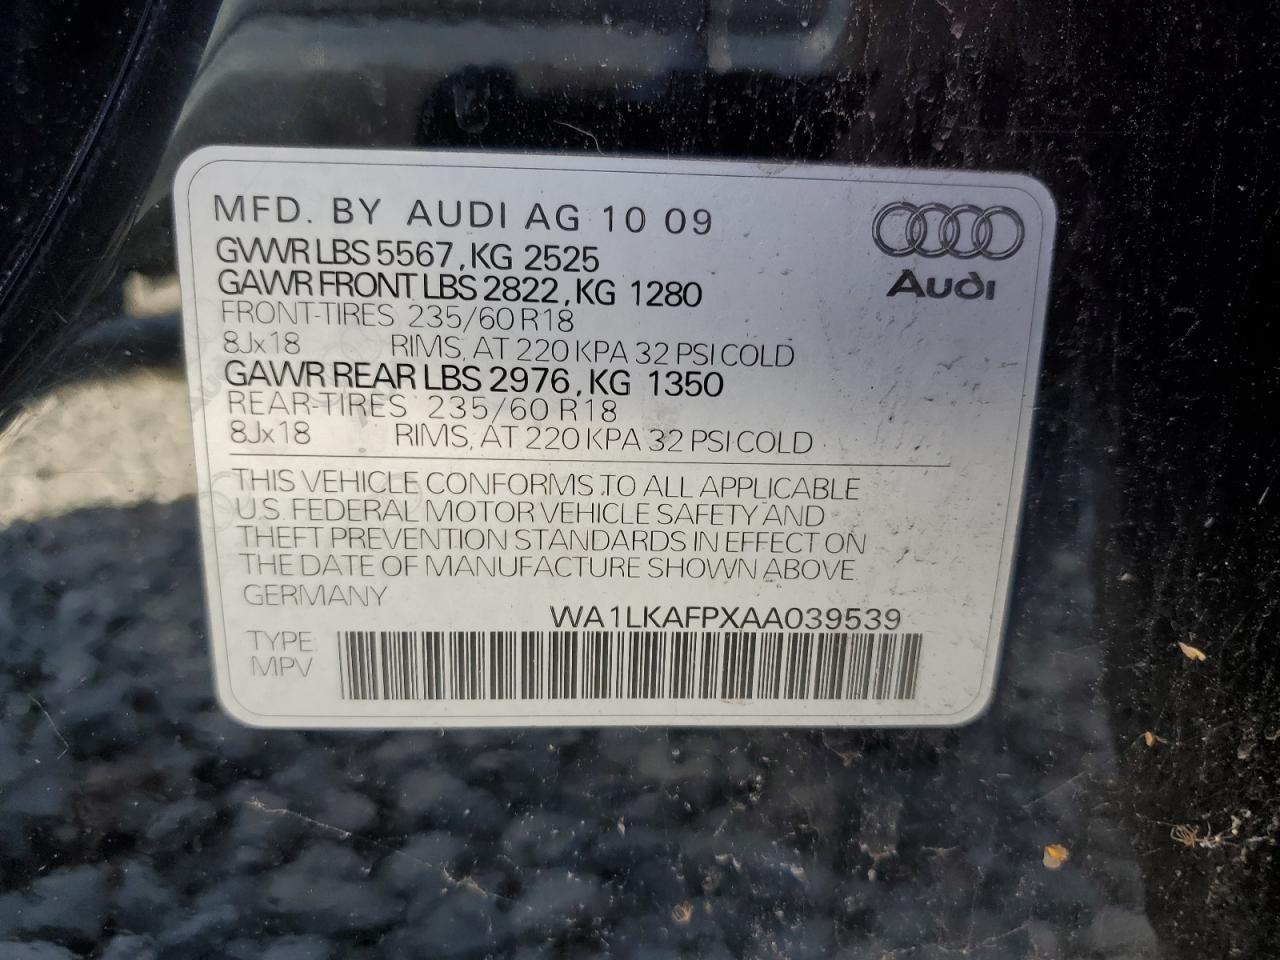 MFD. BY AUDI AG 10 09
Audi
GVWR LBS 5567, KG 2525
GAWR FRONT LBS 2822, KG 1280
FRONT-TIRES 235/60 R18
8Jx18 RIMS, AT 220 KPA 32 PSI COLD
GAWR REAR LBS 2976, KG 1350
REAR-TIRES 235/60 R18
8Jx18 RIMS, AT 220 KPA 32 PSI COLD
THIS VEHICLE CONFORMS TO ALL APPLICABLE
U.S. FEDERAL MOTOR VEHICLE SAFETY AND
THEFT PREVENTION STANDARDS IN EFFECT ON
THE DATE OF MANUFACTURE SHOWN ABOVE
GERMANY
WA1LKAFPXAA039539
TYPE
MPV